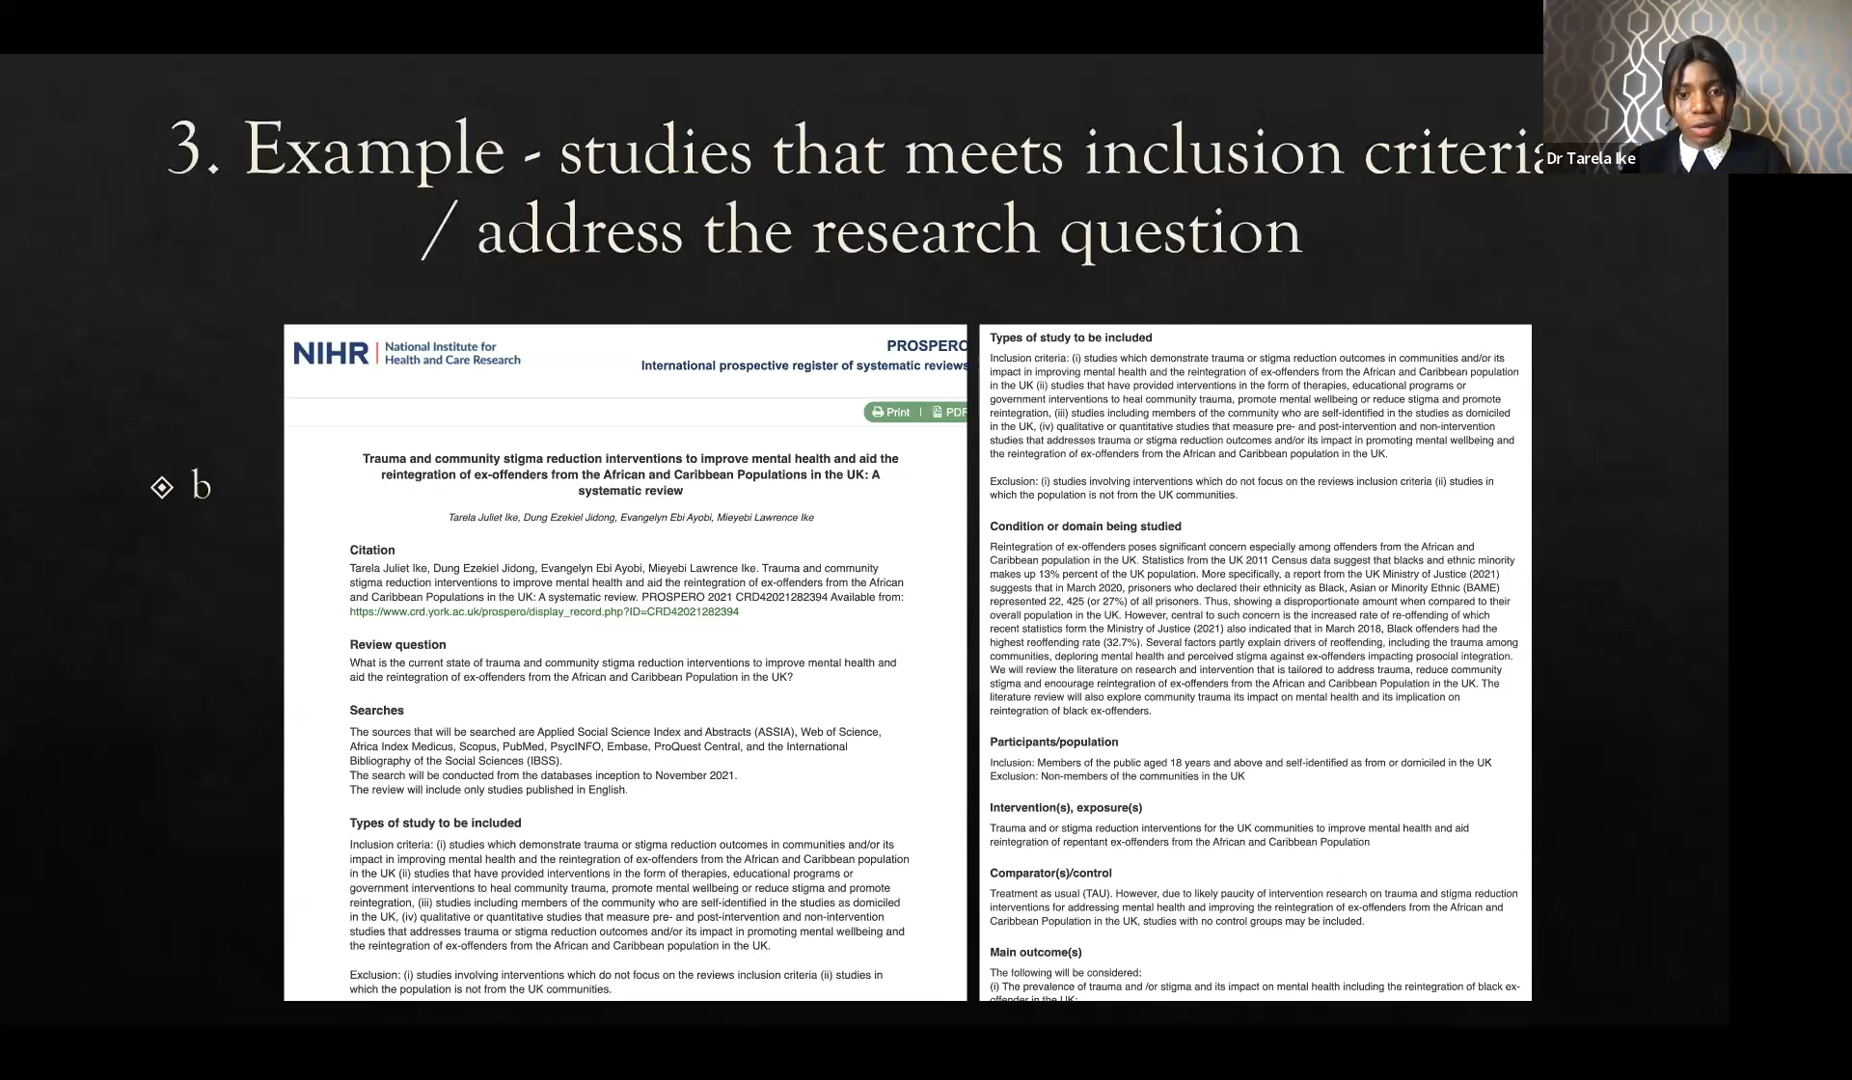 3. Example - studies that meets inclusion criteria
/ address the research question
Dr Tarela Ike
b
NIHR | National Institute for
Health and Care Research
PROSPERO
International prospective register of systematic reviews
Print | PDF
Trauma and community stigma reduction interventions to improve mental health and aid the
reintegration of ex-offenders from the African and Caribbean Populations in the UK: A
systematic review
Tarela Juliet Ike, Dung Ezekiel Jidong, Evangelyn Ebi Ayobi, Mieyebi Lawrence Ike
Citation
Tarela Juliet Ike, Dung Ezekiel Jidong, Evangelyn Ebi Ayobi, Mieyebi Lawrence Ike. Trauma and community
stigma reduction interventions to improve mental health and aid the reintegration of ex-offenders from the African
and Caribbean Populations in the UK: A systematic review. PROSPERO 2021 CRD42021282394 Available from:
https://www.crd.york.ac.uk/prospero/display_record.php?ID=CRD42021282394
Review question
What is the current state of trauma and community stigma reduction interventions to improve mental health and
aid the reintegration of ex-offenders from the African and Caribbean Population in the UK?
Searches
The sources that will be searched are Applied Social Science Index and Abstracts (ASSIA), Web of Science,
Africa Index Medicus, Scopus, PubMed, PsycINFO, Embase, ProQuest Central, and the International
Bibliography of the Social Sciences (IBSS).
The search will be conducted from the databases inception to November 2021.
The review will include only studies published in English.
Types of study to be included
Inclusion criteria: (i) studies which demonstrate trauma or stigma reduction outcomes in communities and/or its
impact in improving mental health and the reintegration of ex-offenders from the African and Caribbean population
in the UK (ii) studies that have provided interventions in the form of therapies, educational programs or
government interventions to heal community trauma, promote mental wellbeing or reduce stigma and promote
reintegration, (iii) studies including members of the community who are self-identified in the studies as domiciled
in the UK, (iv) qualitative or quantitative studies that measure pre- and post-intervention and non-intervention
studies that addresses trauma or stigma reduction outcomes and/or its impact in promoting mental wellbeing and
the reintegration of ex-offenders from the African and Caribbean population in the UK.
Exclusion: (i) studies involving interventions which do not focus on the reviews inclusion criteria (ii) studies in
which the population is not from the UK communities.
Types of study to be included
Inclusion criteria: (i) studies which demonstrate trauma or stigma reduction outcomes in communities and/or its
impact in improving mental health and the reintegration of ex-offenders from the African and Caribbean population
in the UK (ii) studies that have provided interventions in the form of therapies, educational programs or
government interventions to heal community trauma, promote mental wellbeing or reduce stigma and promote
reintegration, (iii) studies including members of the community who are self-identified in the studies as domiciled
in the UK, (iv) qualitative or quantitative studies that measure pre- and post-intervention and non-intervention
studies that addresses trauma or stigma reduction outcomes and/or its impact in promoting mental wellbeing and
the reintegration of ex-offenders from the African and Caribbean population in the UK.
Exclusion: (i) studies involving interventions which do not focus on the reviews inclusion criteria (ii) studies in
which the population is not from the UK communities.
Condition or domain being studied
Reintegration of ex-offenders poses significant concern especially among offenders from the African and
Caribbean population in the UK. Statistics from the UK 2011 Census data suggest that blacks and ethnic minority
makes up 13% percent of the UK population. More specifically, a report from the UK Ministry of Justice (2021)
suggests that in March 2020, prisoners who declared their ethnicity as Black, Asian or Minority Ethnic (BAME)
represented 22, 425 (or 27%) of all prisoners. Thus, showing a disproportionate amount when compared to their
overall population in the UK. However, central to such concern is the increased rate of re-offending of which
recent statistics form the Ministry of Justice (2021) also indicated that in March 2018, Black offenders had the
highest reoffending rate (32.7%). Several factors partly explain drivers of reoffending, including the trauma among
communities, deploring mental health and perceived stigma against ex-offenders impacting prosocial integration.
We will review the literature on research and intervention that is tailored to address trauma, reduce community
stigma and encourage reintegration of ex-offenders from the African and Caribbean Population in the UK. The
literature review will also explore community trauma its impact on mental health and its implication on
reintegration of black ex-offenders.
Participants/population
Inclusion: Members of the public aged 18 years and above and self-identified as from or domiciled in the UK
Exclusion: Non-members of the communities in the UK
Intervention(s), exposure(s)
Trauma and or stigma reduction interventions for the UK communities to improve mental health and aid
reintegration of repentant ex-offenders from the African and Caribbean Population
Comparator(s)/control
Treatment as usual (TAU). However, due to likely paucity of intervention research on trauma and stigma reduction
interventions for addressing mental health and improving the reintegration of ex-offenders from the African and
Caribbean Population in the UK, studies with no control groups may be included.
Main outcome(s)
The following will be considered:
(i) The prevalence of trauma and /or stigma and its impact on mental health including the reintegration of black ex-
offender in the UK;